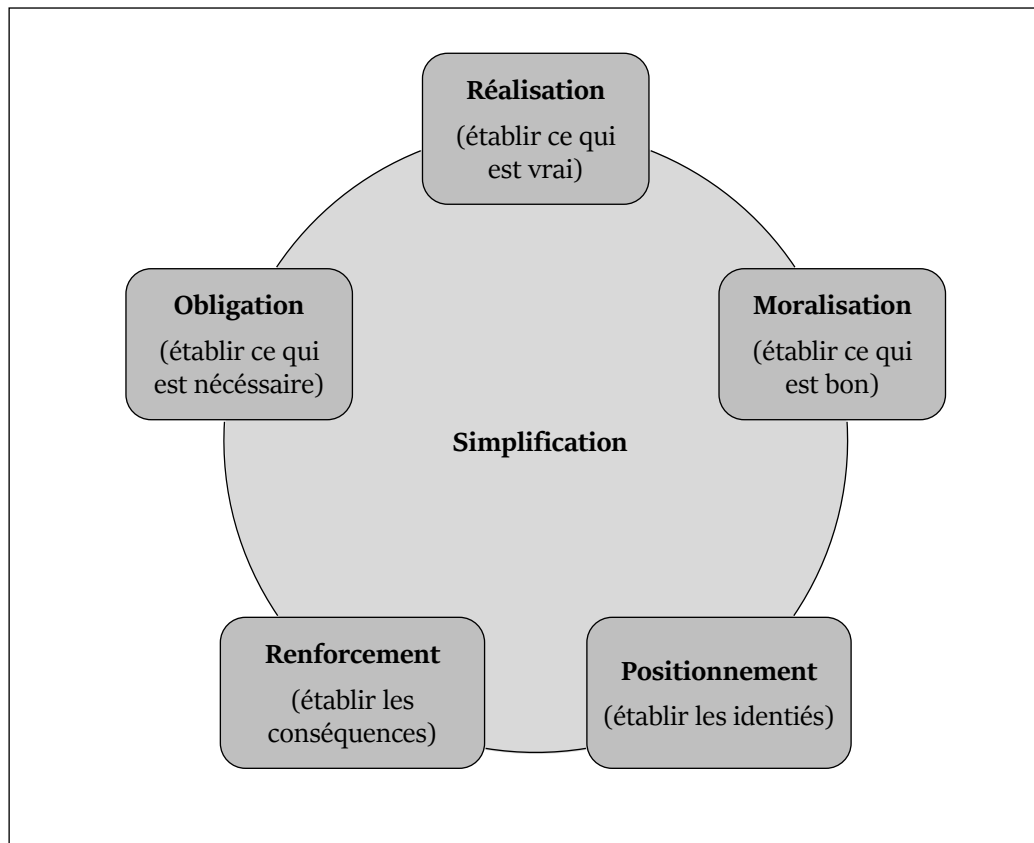 Réalisation
(établir ce qui
est vrai)
Obligation
(établir ce qui
est nécéssaire)
Moralisation
(établir ce qui
est bon)
Simplification
Renforcement
(établir les
conséquences)
Positionnement
(établir les identiés)